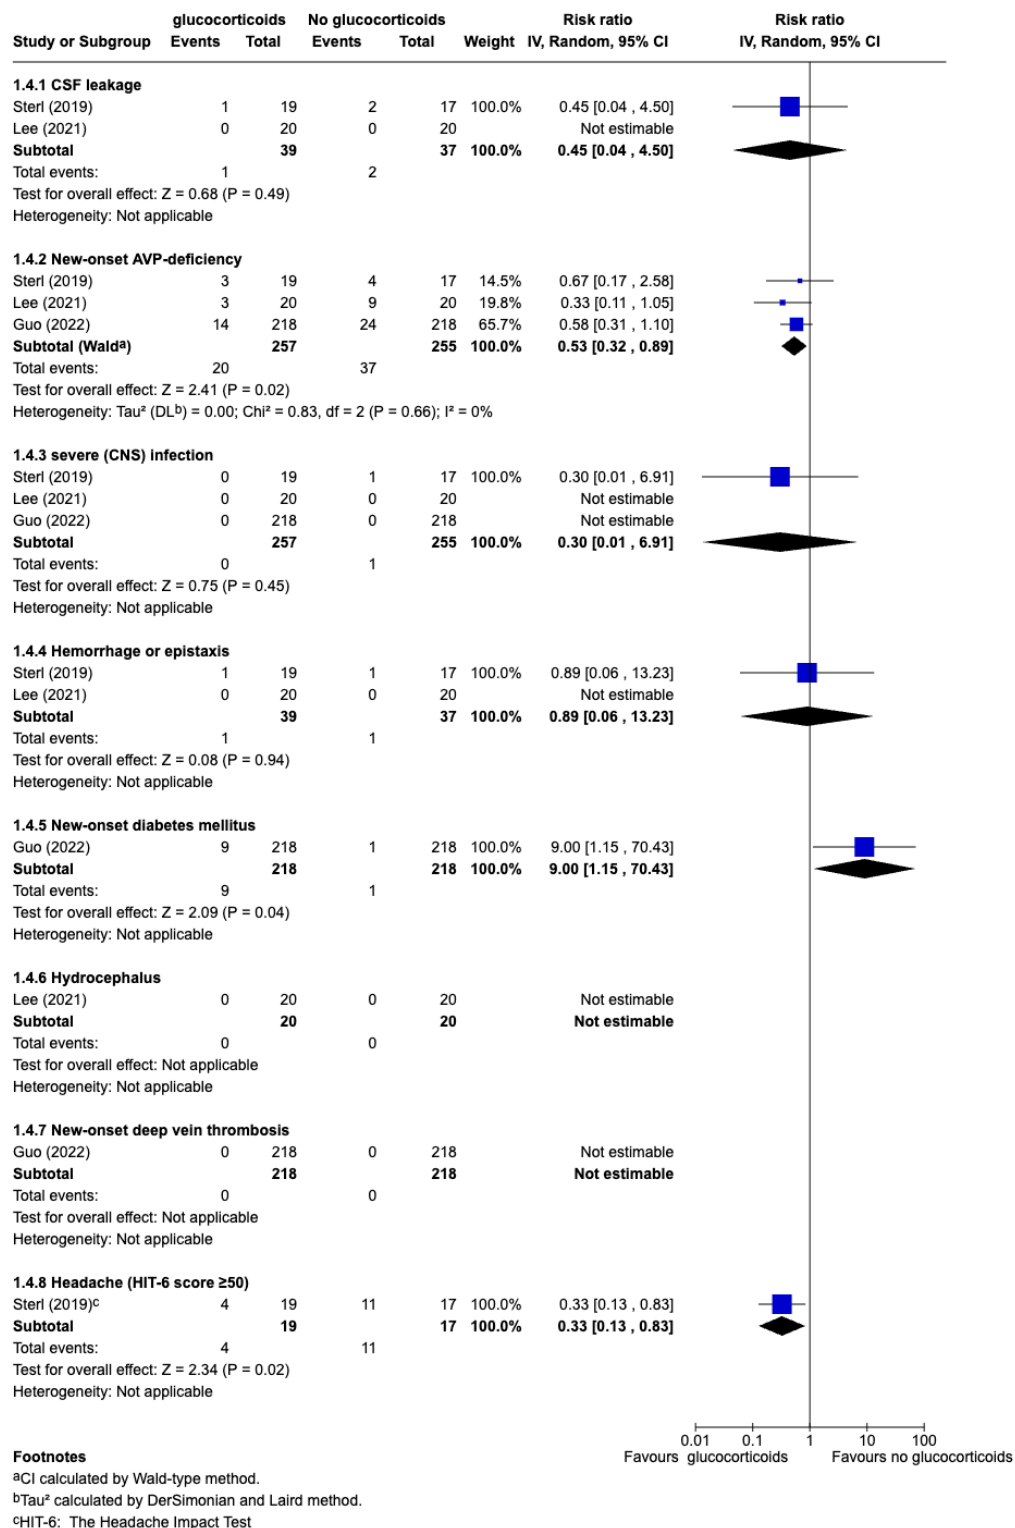 glucocorticoids No glucocorticoids Risk ratio Risk ratio
Study or Subgroup Events Total Events Total Weight IV, Random, 95% CI IV, Random, 95% CI
1.4.1 CSF leakage
Sterl (2019) 1 19 2 17 100.0% 0.45 [0.04 , 4.50]
Lee (2021) 0 20 0 20 Not estimable
Subtotal 39 37 100.0% 0.45 [0.04 , 4.50]
Total events: 1 2
Test for overall effect: Z = 0.68 (P = 0.49)
Heterogeneity: Not applicable
1.4.2 New-onset AVP-deficiency
Sterl (2019) 3 19 4 17 14.5% 0.67 [0.17 , 2.58]
Lee (2021) 3 20 9 20 19.8% 0.33 [0.11 , 1.05]
Guo (2022) 14 218 24 218 65.7% 0.58 [0.31 , 1.10]
Subtotal (Waldᵃ) 257 255 100.0% 0.53 [0.32 , 0.89]
Total events: 20 37
Test for overall effect: Z = 2.41 (P = 0.02)
Heterogeneity: Tau² (DLᵇ) = 0.00; Chi² = 0.83, df = 2 (P = 0.66); I² = 0%
1.4.3 severe (CNS) infection
Sterl (2019) 0 19 1 17 100.0% 0.30 [0.01 , 6.91]
Lee (2021) 0 20 0 20 Not estimable
Guo (2022) 0 218 0 218 Not estimable
Subtotal 257 255 100.0% 0.30 [0.01 , 6.91]
Total events: 0 1
Test for overall effect: Z = 0.75 (P = 0.45)
Heterogeneity: Not applicable
1.4.4 Hemorrhage or epistaxis
Sterl (2019) 1 19 1 17 100.0% 0.89 [0.06 , 13.23]
Lee (2021) 0 20 0 20 Not estimable
Subtotal 39 37 100.0% 0.89 [0.06 , 13.23]
Total events: 1 1
Test for overall effect: Z = 0.08 (P = 0.94)
Heterogeneity: Not applicable
1.4.5 New-onset diabetes mellitus
Guo (2022) 9 218 1 218 100.0% 9.00 [1.15 , 70.43]
Subtotal 218 218 100.0% 9.00 [1.15 , 70.43]
Total events: 9 1
Test for overall effect: Z = 2.09 (P = 0.04)
Heterogeneity: Not applicable
1.4.6 Hydrocephalus
Lee (2021) 0 20 0 20 Not estimable
Subtotal 20 20 Not estimable
Total events: 0 0
Test for overall effect: Not applicable
Heterogeneity: Not applicable
1.4.7 New-onset deep vein thrombosis
Guo (2022) 0 218 0 218 Not estimable
Subtotal 218 218 Not estimable
Total events: 0 0
Test for overall effect: Not applicable
Heterogeneity: Not applicable
1.4.8 Headache (HIT-6 score ≥50)
Sterl (2019)ᶜ 4 19 11 17 100.0% 0.33 [0.13 , 0.83]
Subtotal 19 17 100.0% 0.33 [0.13 , 0.83]
Total events: 4 11
Test for overall effect: Z = 2.34 (P = 0.02)
Heterogeneity: Not applicable
0.01 0.1 1 10 100
Favours glucocorticoids Favours no glucocorticoids
Footnotes
ᵃCI calculated by Wald-type method.
ᵇTau² calculated by DerSimonian and Laird method.
ᶜHIT-6: The Headache Impact Test